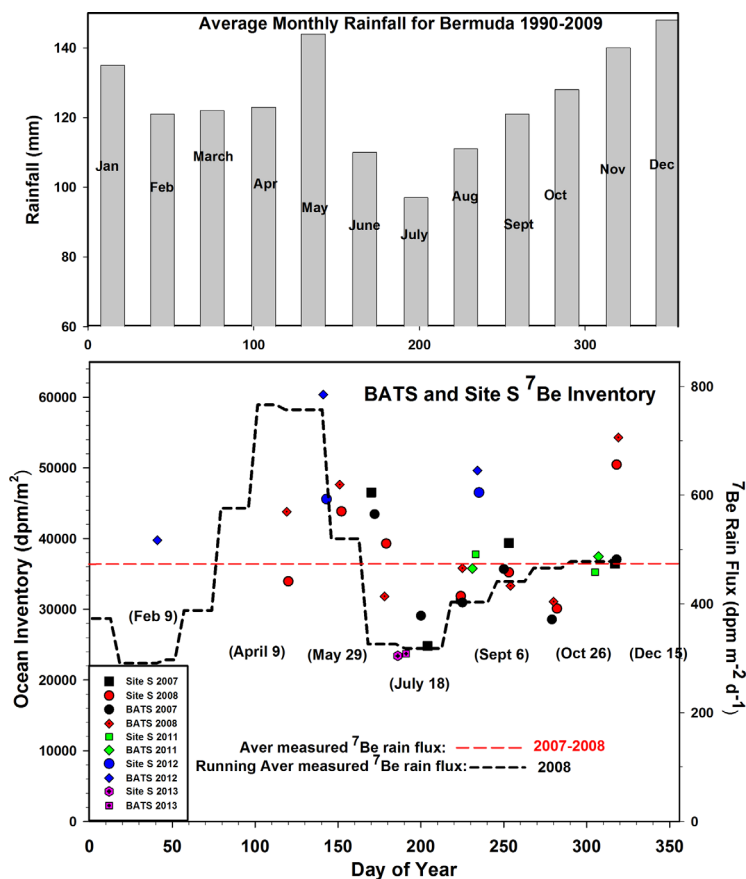 Average Monthly Rainfall for Bermuda 1990-2009
Rainfall (mm)
140
120
100
80
60
Jan
Feb
March
Apr
May
June
July
Aug
Sept
Oct
Nov
Dec
0 100 200 300
BATS and Site S ⁷Be Inventory
Ocean Inventory (dpm/m²)
60000
50000
40000
30000
20000
10000
0
⁷Be Rain Flux (dpm m⁻² d⁻¹)
800
600
400
200
0
(Feb 9)
(April 9)
(May 29)
(July 18)
(Sept 6)
(Oct 26)
(Dec 15)
Site S 2007
Site S 2008
BATS 2007
BATS 2008
Site S 2011
BATS 2011
Site S 2012
BATS 2012
Site S 2013
BATS 2013
Aver measured ⁷Be rain flux: 2007-2008
Running Aver measured ⁷Be rain flux: 2008
0 50 100 150 200 250 300 350
Day of Year